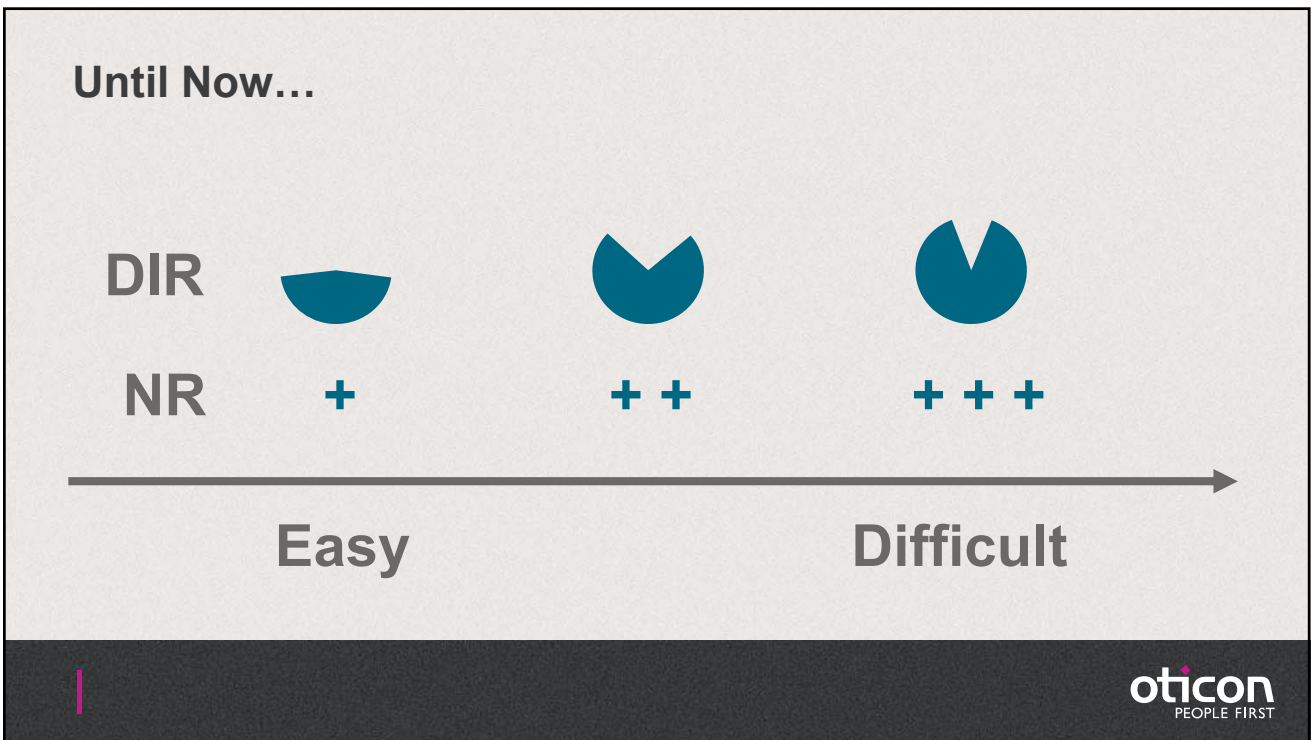 Until Now…
DIR
NR + + + + + +
Easy Difficult
oticon
PEOPLE FIRST